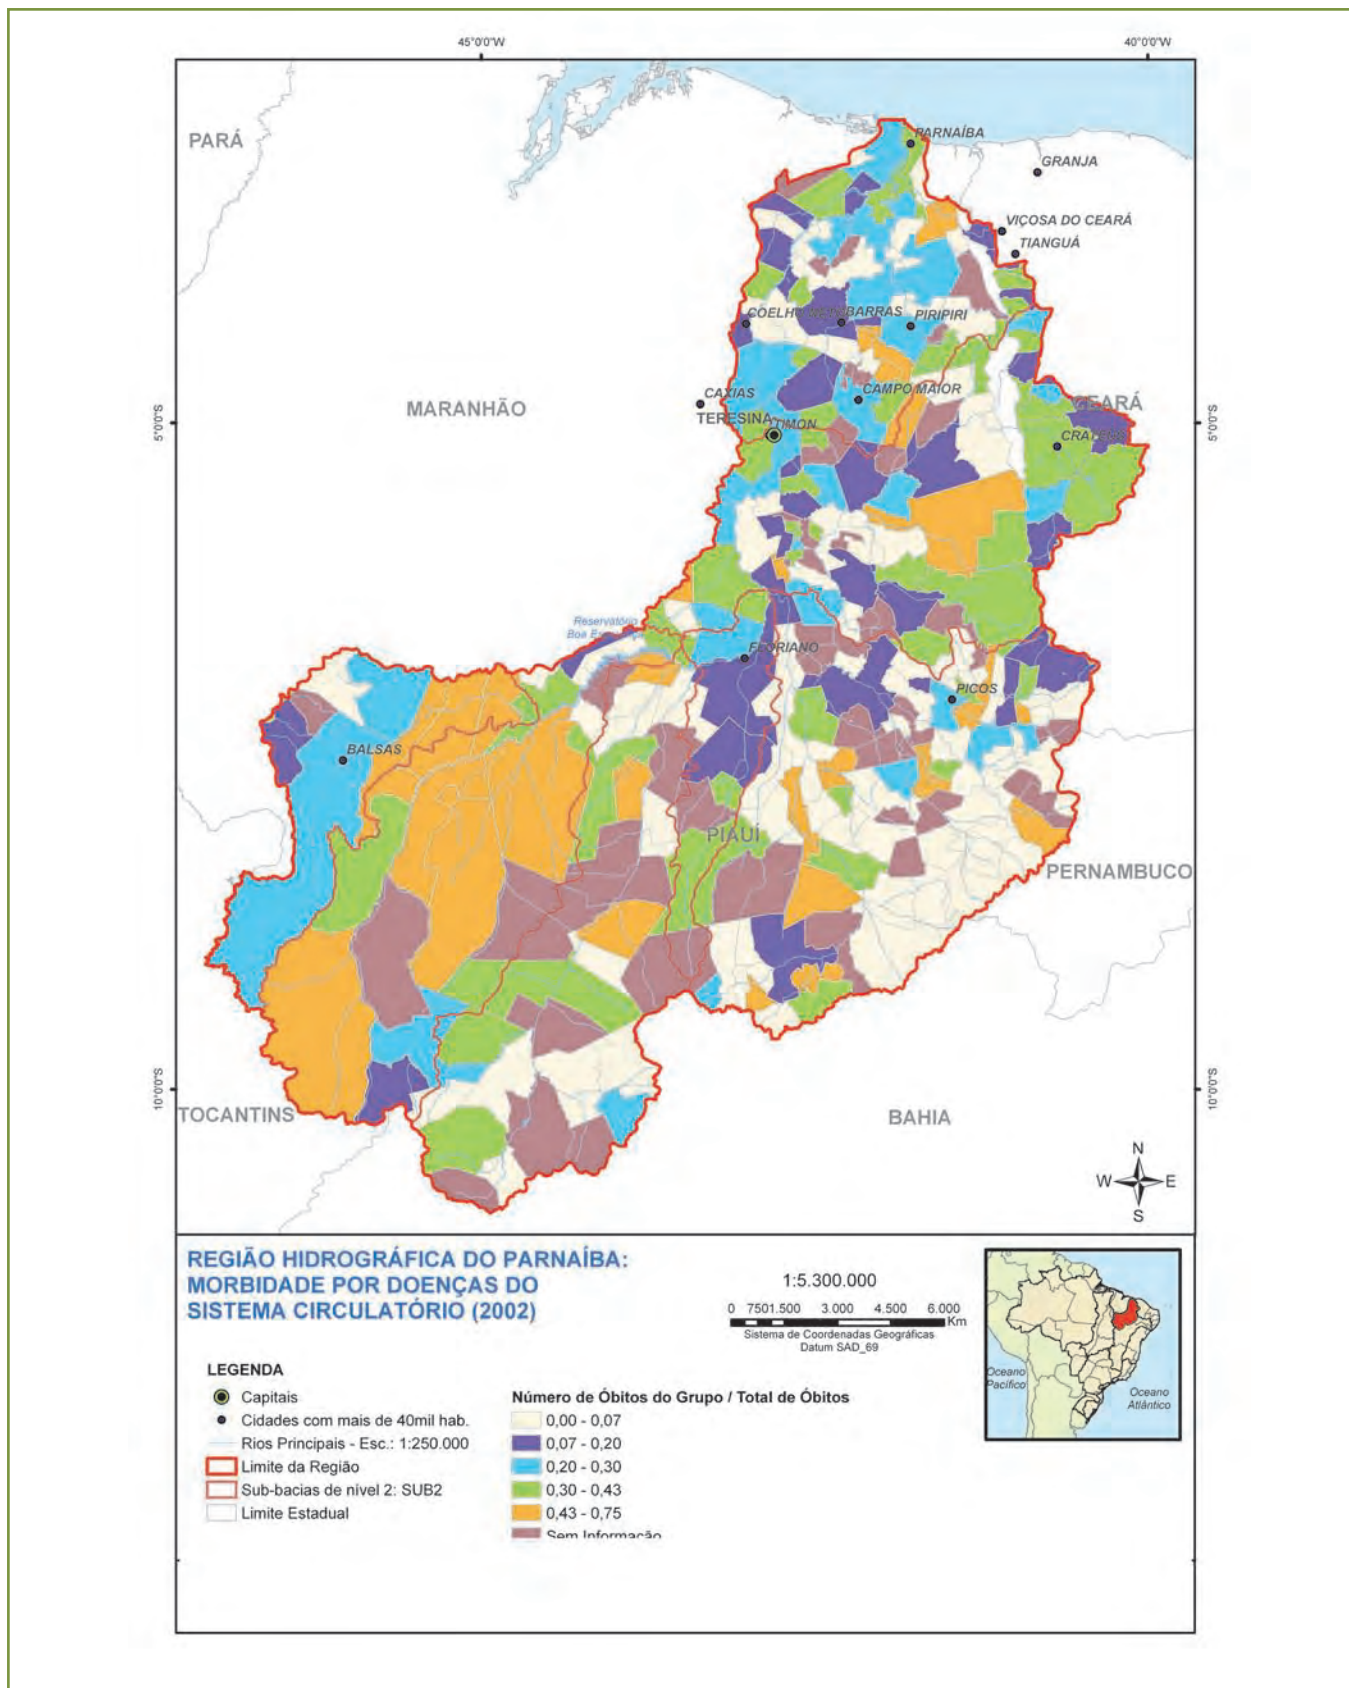 45°0'0"W
40°0'0"W
PARÁ
PARNAÍBA
GRANJA
VIÇOSA DO CEARÁ
TIANGUÁ
COELHO
BARRAS
PIRIPIRI
CAXIAS
CAMPO MAIOR
CEARÁ
MARANHÃO
TERESINA
TIMON
5°0'0"S
5°0'0"S
Reservatório
Boa
FLORIANO
PICOS
BALSAS
PIAUÍ
PERNAMBUCO
10°0'0"S
10°0'0"S
TOCANTINS
BAHIA
N
W
E
S
REGIÃO HIDROGRÁFICA DO PARNAÍBA:
MORBIDADE POR DOENÇAS DO
SISTEMA CIRCULATÓRIO (2002)
1:5.300.000
0 7501.500 3.000 4.500 6.000
Km
Sistema de Coordenadas Geográficas
Datum SAD_69
LEGENDA
Capitais
Cidades com mais de 40mil hab.
Rios Principais - Esc.: 1:250.000
Limite da Região
Sub-bacias de nível 2: SUB2
Limite Estadual
Número de Óbitos do Grupo / Total de Óbitos
0,00 - 0,07
0,07 - 0,20
0,20 - 0,30
0,30 - 0,43
0,43 - 0,75
Sem Informação
Oceano
Pacífico
Oceano
Atlântico